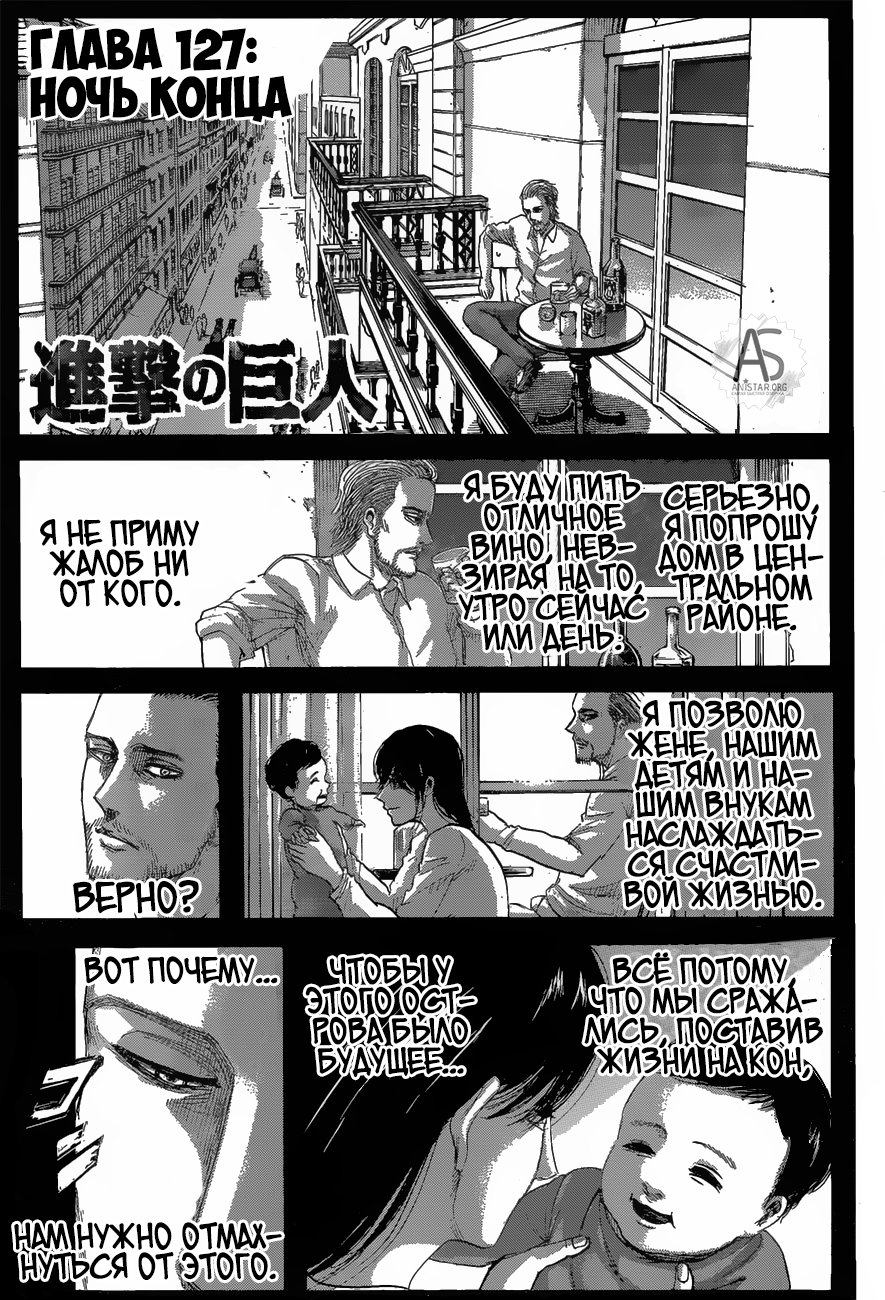 ГЛАВА 127:
НОЧЬ КОНЦА
進撃の巨人
AS
ANISTAR.ORG
САМАЯ БЫСТРАЯ ОЗВУЧКА
СЕРЬЕЗНО,
Я ПОПРОШУ
ДОМ В ЦЕН-
ТРАЛЬНОМ
РАЙОНЕ.
Я БУДУ ПИТЬ
ОТЛИЧНОЕ
ВИНО, НЕВ-
ЗИРАЯ НА ТО,
УТРО СЕЙЧАС
ИЛИ ДЕНЬ.
Я НЕ ПРИМУ
ЖАЛОБ НИ
ОТ КОГО.
Я ПОЗВОЛЮ
ЖЕНЕ, НАШИМ
ДЕТЯМ И НА-
ШИМ ВНУКАМ
НАСЛАЖДАТЬ-
СЯ СЧАСТЛИ-
ВОЙ ЖИЗНЬЮ.
ВЕРНО?
ВСЁ ПОТОМУ,
ЧТО МЫ СРАЖА-
ЛИСЬ, ПОСТАВИВ
ЖИЗНИ НА КОН,
ЧТОБЫ У
ЭТОГО ОСТ-
РОВА БЫЛО
БУДУЩЕЕ...
ВОТ ПОЧЕМУ...
НАМ НУЖНО ОТМАХ-
НУТЬСЯ ОТ ЭТОГО.